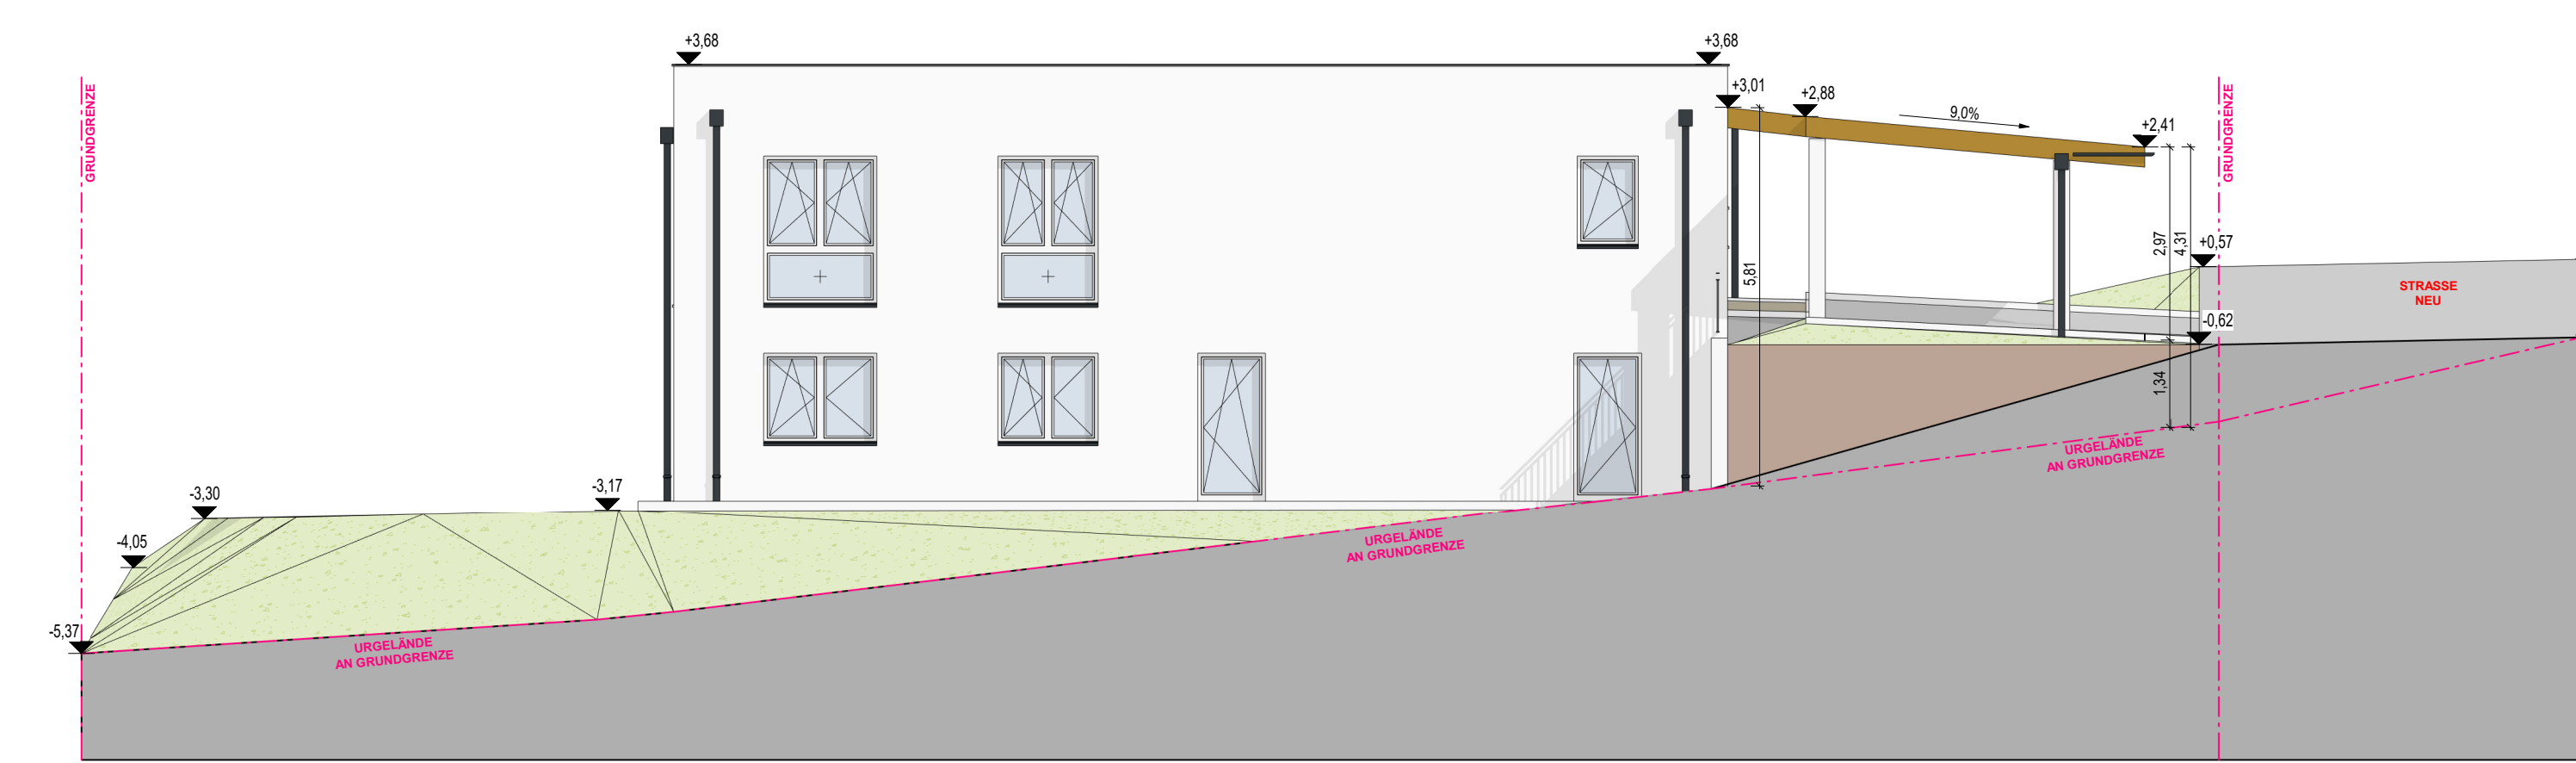 +3,68
+3,68
GRUNDGRENZE
+3,01
+2,88
9,0%
+2,41
GRUNDGRENZE
2,97
4,31
+0,57
5,81
STRASSE
NEU
-0,62
1,34
URGELÄNDE
AN GRUNDGRENZE
-3,30
-3,17
-4,05
URGELÄNDE
AN GRUNDGRENZE
-5,37
URGELÄNDE
AN GRUNDGRENZE